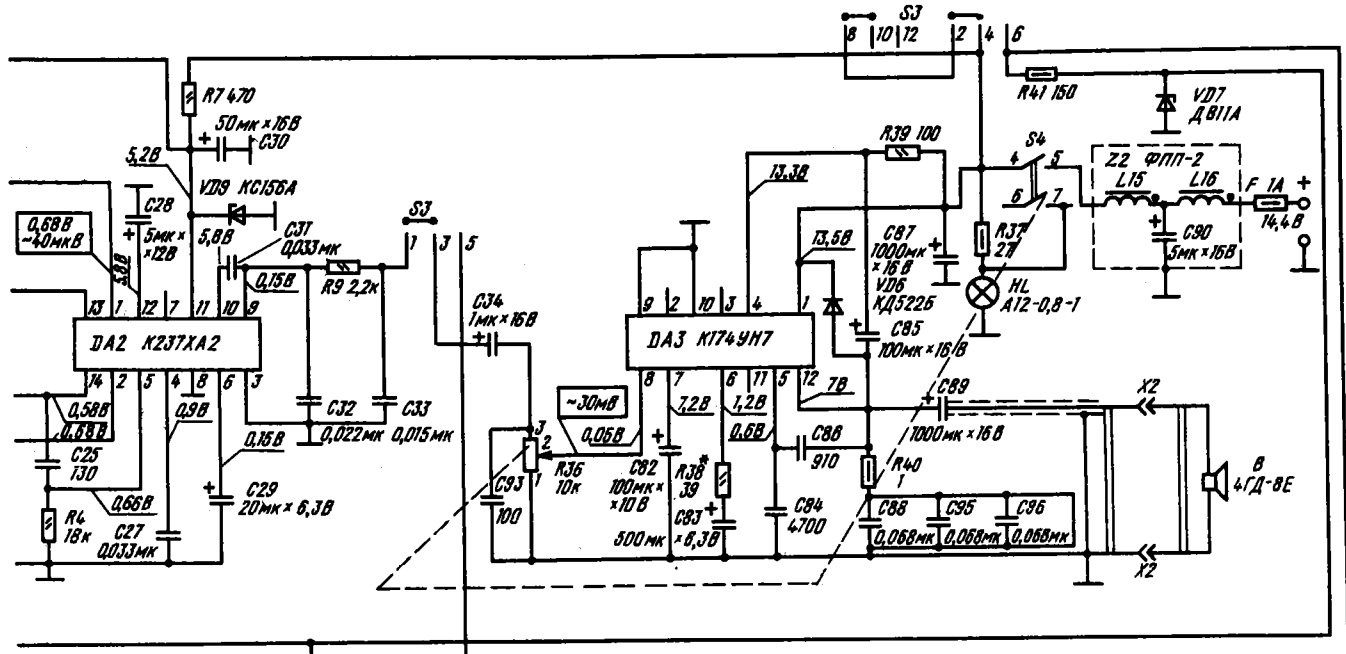 S3
8 10 12 2 4 6
R41 150
VD7
Д811А
R7 470
50мк×16В
C30
5,2В
VD9 КС156А
R39 100
13,3В
S4
4 5
6 7
Z2 ФПП-2
L15 L16
F 1А
+
14,4В
C90
5мк×16В
0,68В
~40мкВ
C28
5мк×
×12В
5,8В
5,8В
C31
0,033мк
0,15В
R9 2,2к
S3
1 3 5
C34
1мк×16В
13,5В
C87
1000мк
×16В
VD6
КД522Б
R37
27
HL
А12-0,8-1
C85
100мк×16В
13 1 12 7 11 10 9
DA2 К237ХА2
14 2 5 4 8 6 3
9 2 10 3 4 1
DA3 К174УН7
8 7 6 11 5 12
0,58В
0,68В
0,9В
0,15В
C32
0,022мк
C33
0,015мк
~30мВ
0,05В
7,2В
1,2В
0,6В
7В
C89
1000мк×16В
X2
C25
130
0,66В
R4
18к
C27
0,033мк
C29
20мк×6,3В
3
2
1
R36
10к
C93
100
C82
100мк×
×10В
R38*
39
C83
500мк×6,3В
C86
910
C84
4700
R40
1
C88
0,068мк
C95
0,068мк
C96
0,068мк
В
4ГД-8Е
X2